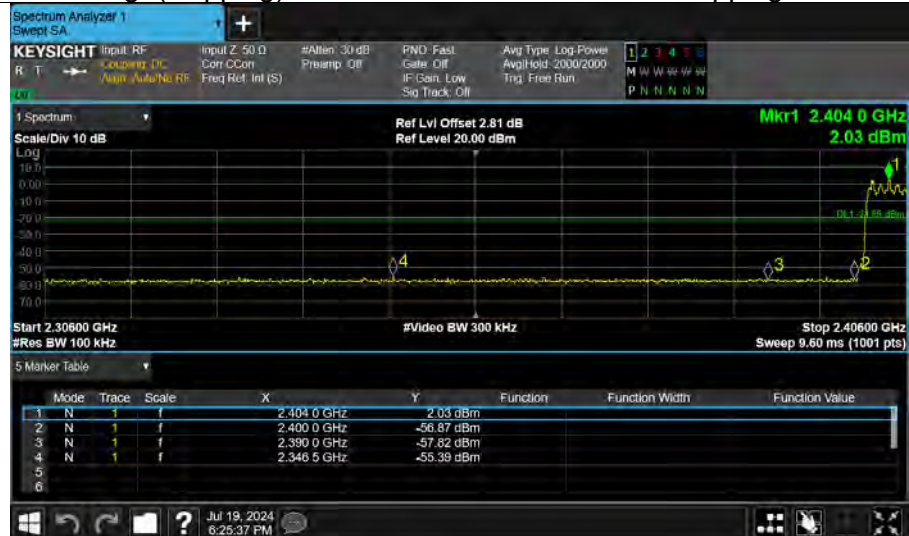 Spectrum Analyzer 1
Swept SA
KEYSIGHT Input: RF Input Z: 50 Ω #Atten: 30 dB PNO: Fast Avg Type: Log-Power 1 2 3 4 5 6
R T Coupling: DC Corr CCorr Preamp: Off Gate: Off Avg|Hold: 2000/2000 M W W W W W
Align: Auto/No RF Freq Ref: Int (S) IF Gain: Low Trig: Free Run
LXI Sig Track: Off P N N N N N
1 Spectrum Ref Lvl Offset 2.81 dB Mkr1 2.404 0 GHz
Scale/Div 10 dB Ref Level 20.00 dBm 2.03 dBm
Log
10.0
0.00
-10.0
-20.0
-30.0
-40.0
-50.0
-60.0
-70.0
1
4
3
2
Start 2.30600 GHz #Video BW 300 kHz Stop 2.40600 GHz
#Res BW 100 kHz Sweep 9.60 ms (1001 pts)
5 Marker Table
Mode Trace Scale X Y Function Function Width Function Value
1 N 1 f 2.404 0 GHz 2.03 dBm
2 N 1 f 2.400 0 GHz -56.87 dBm
3 N 1 f 2.390 0 GHz -57.82 dBm
4 N 1 f 2.346 5 GHz -55.39 dBm
5
6
? Jul 19, 2024
6:25:37 PM